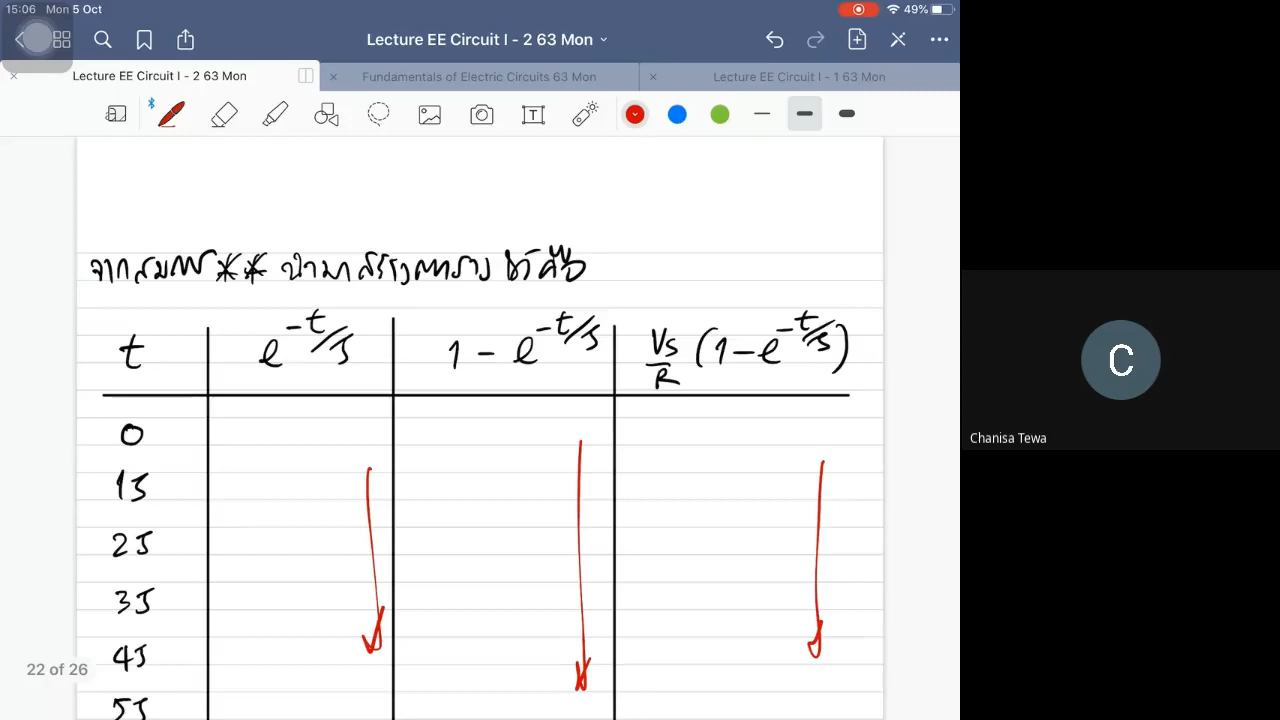 15:06 Mon 5 Oct
49%
Lecture EE Circuit I - 2 63 Mon
Lecture EE Circuit I - 2 63 Mon
Fundamentals of Electric Circuits 63 Mon
Lecture EE Circuit I - 1 63 Mon
จากสมการ ** นำมาสร้างตาราง ได้ดังนี้
t e^-t/τ 1 - e^-t/τ Vs/R (1 - e^-t/τ)
0
1τ
2τ
3τ
4τ
5τ
22 of 26
C
Chanisa Tewa